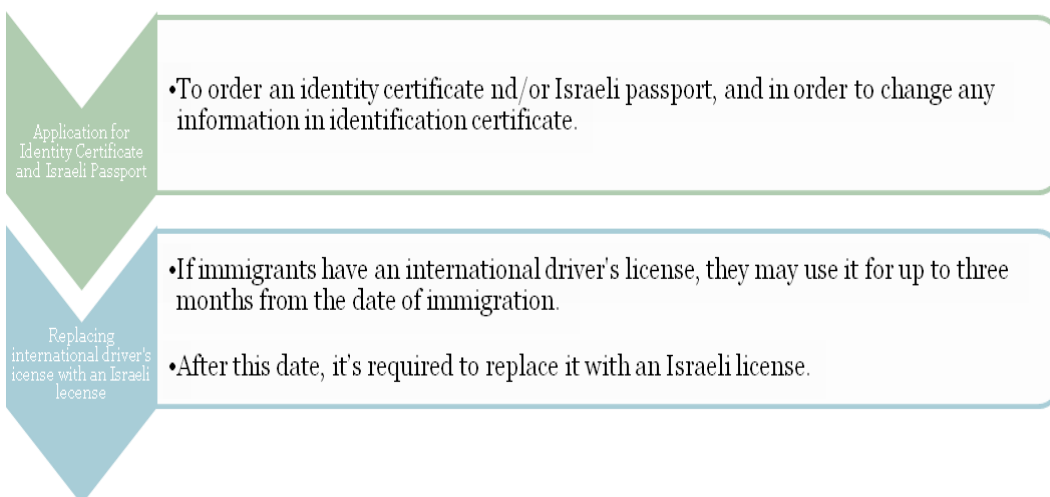 Application for
Identity Certificate
and Israeli Passport
•To order an identity certificate nd/or Israeli passport, and in order to change any
information in identification certificate.
Replacing
international driver's
icense with an Israeli
lecense
•If immigrants have an international driver's license, they may use it for up to three
months from the date of immigration.
•After this date, it's required to replace it with an Israeli license.